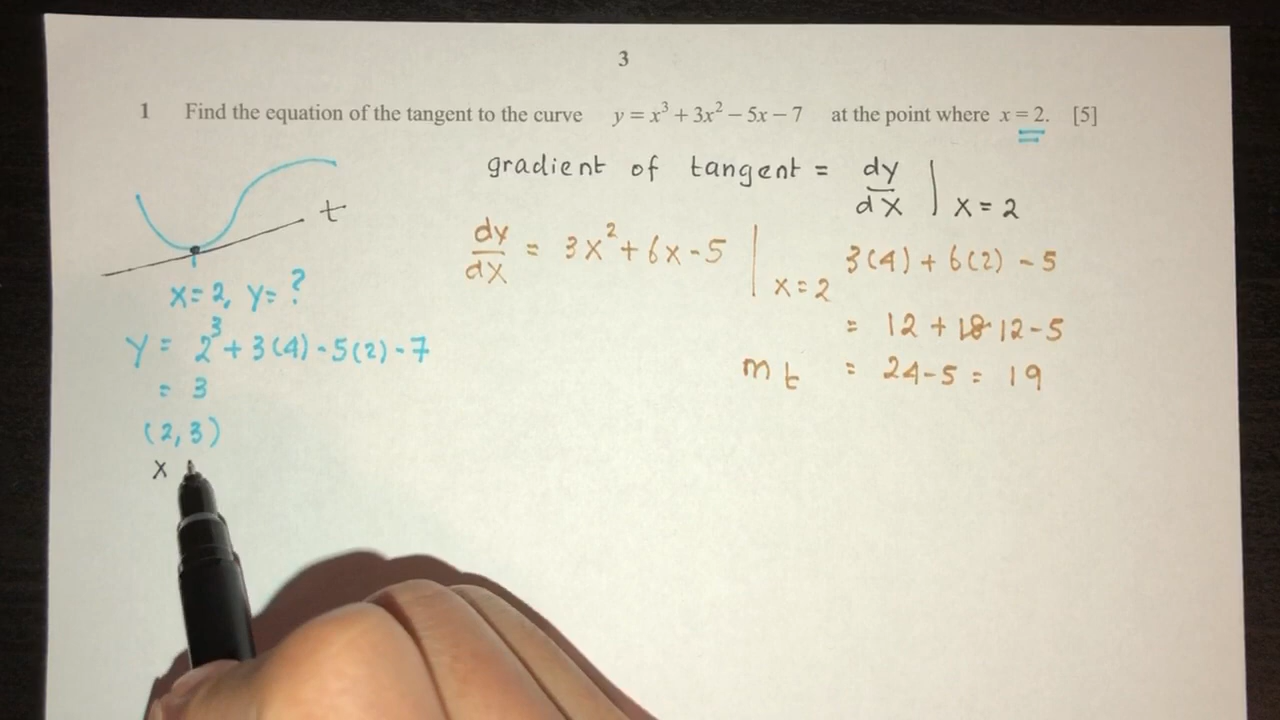 3
1 Find the equation of the tangent to the curve y = x³ + 3x² − 5x − 7 at the point where x = 2. [5]
gradient of tangent = dy/dx | x = 2
t
dy/dx = 3x² + 6x - 5 | x = 2
3(4) + 6(2) - 5
= 12 + 12 - 5
m t = 24 - 5 = 19
x = 2, y = ?
y = 2³ + 3(4) - 5(2) - 7
= 3
(2, 3)
x